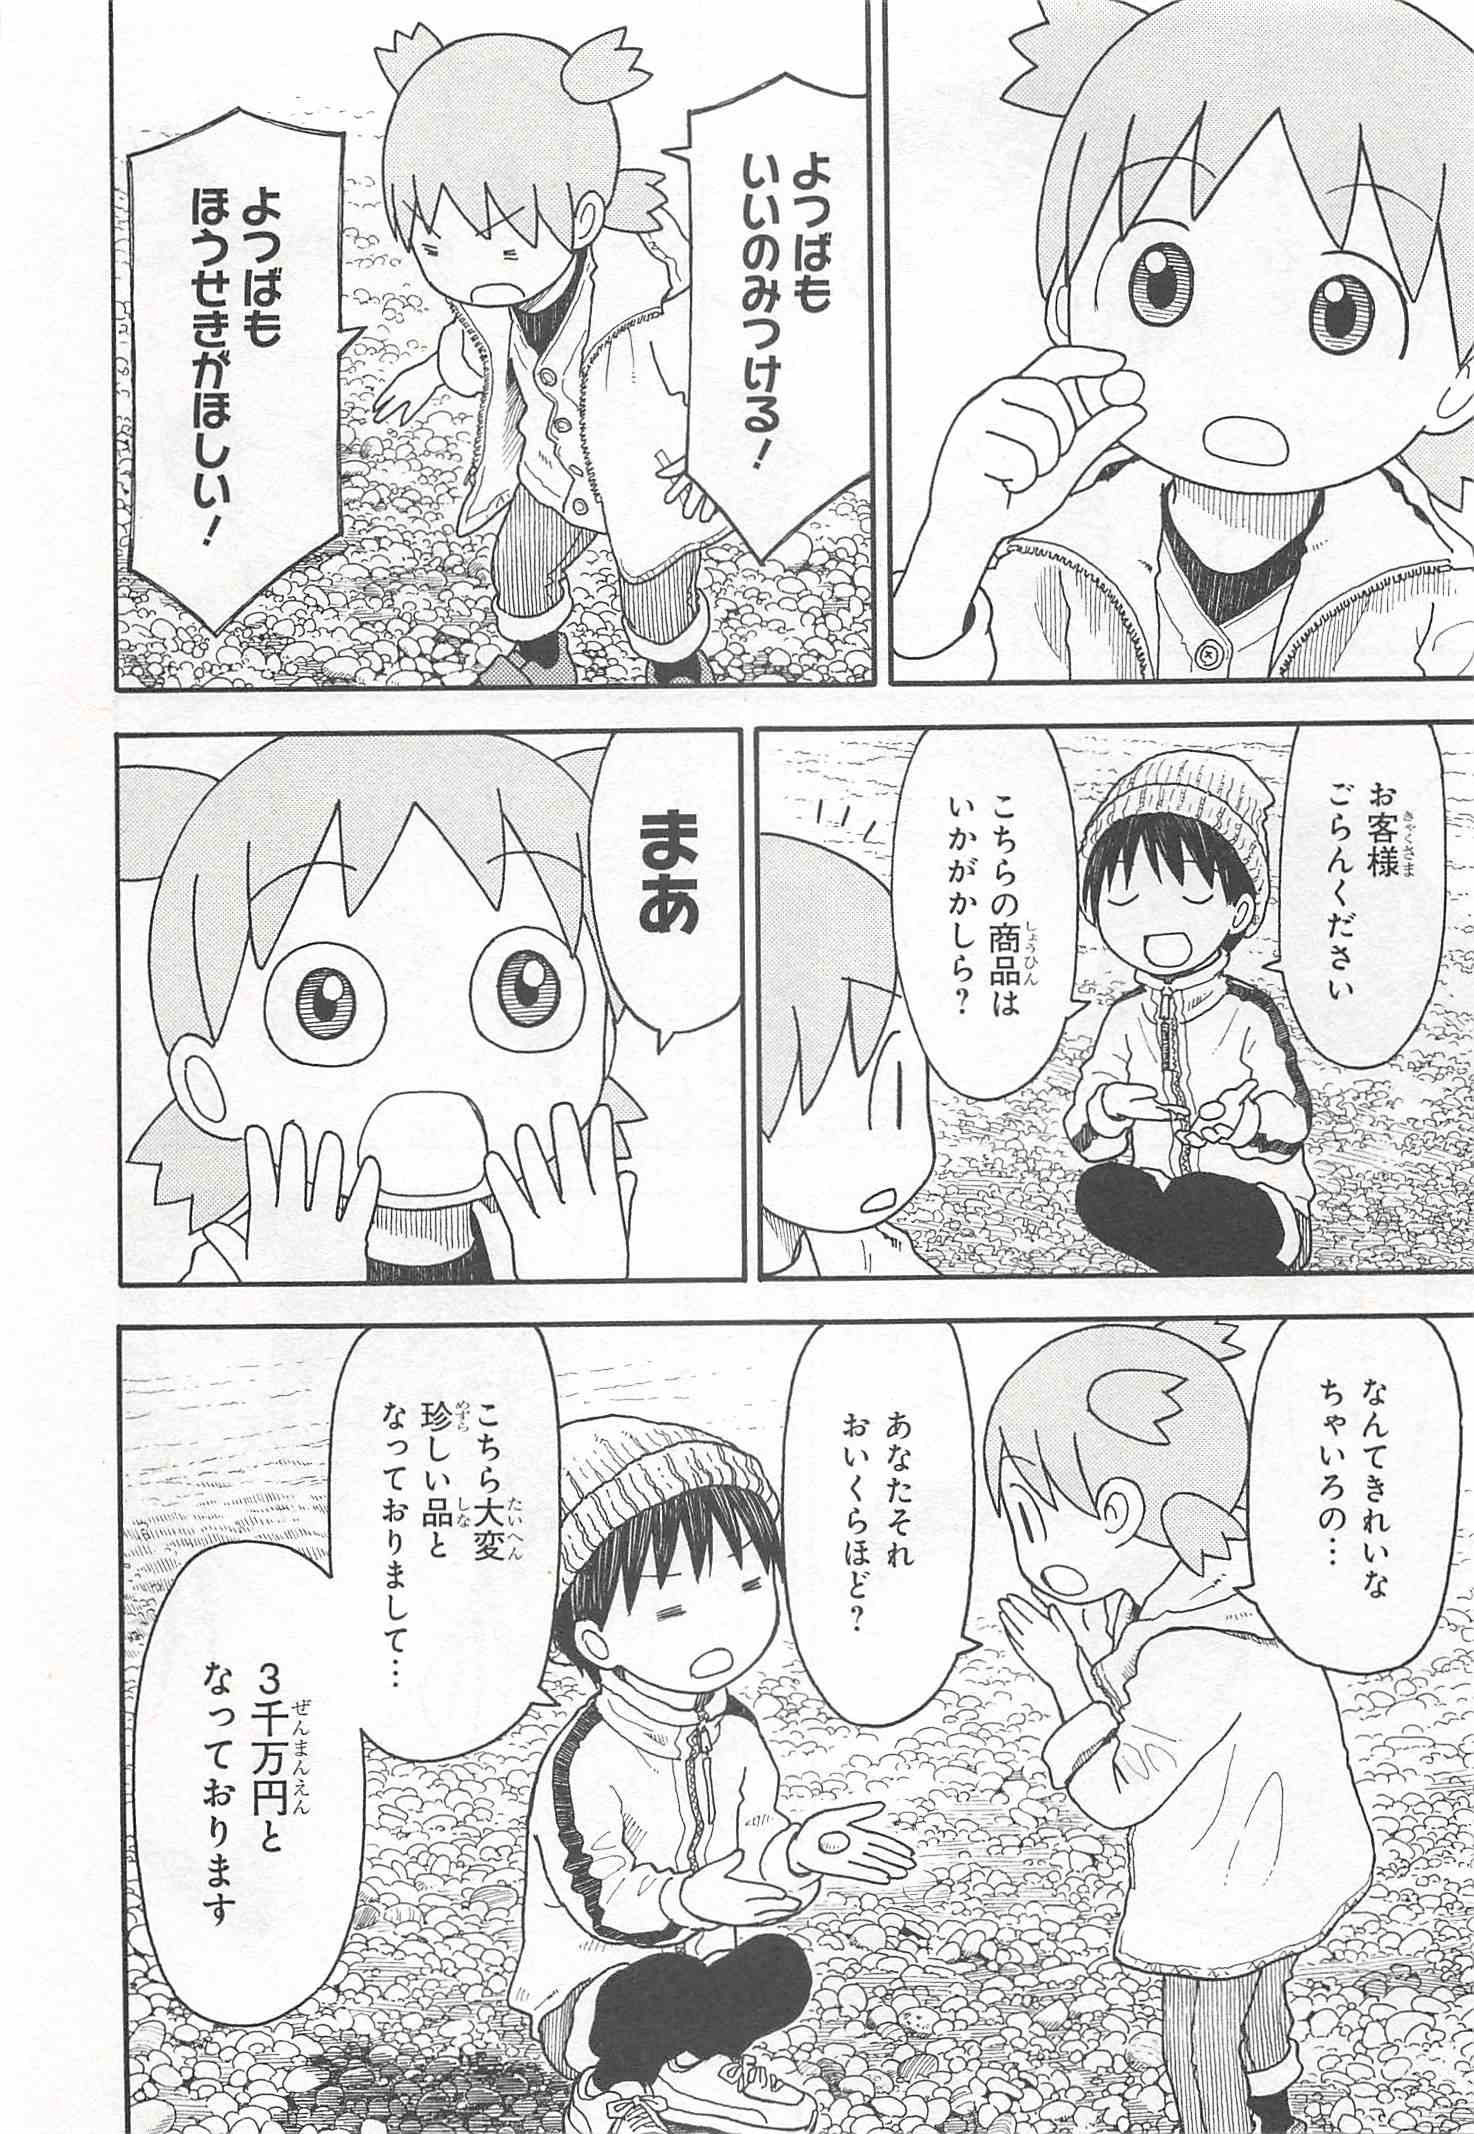 よつばも
いいのみつける!
よつばも
ほうせきがほしい!
お客様
ごらんください
こちらの商品は
いかがかしら?
まあ
なんてきれいな
ちゃいろの…
あなたそれ
おいくらほど?
こちら大変
珍しい品と
なっておりまして…
3千万円と
なっております